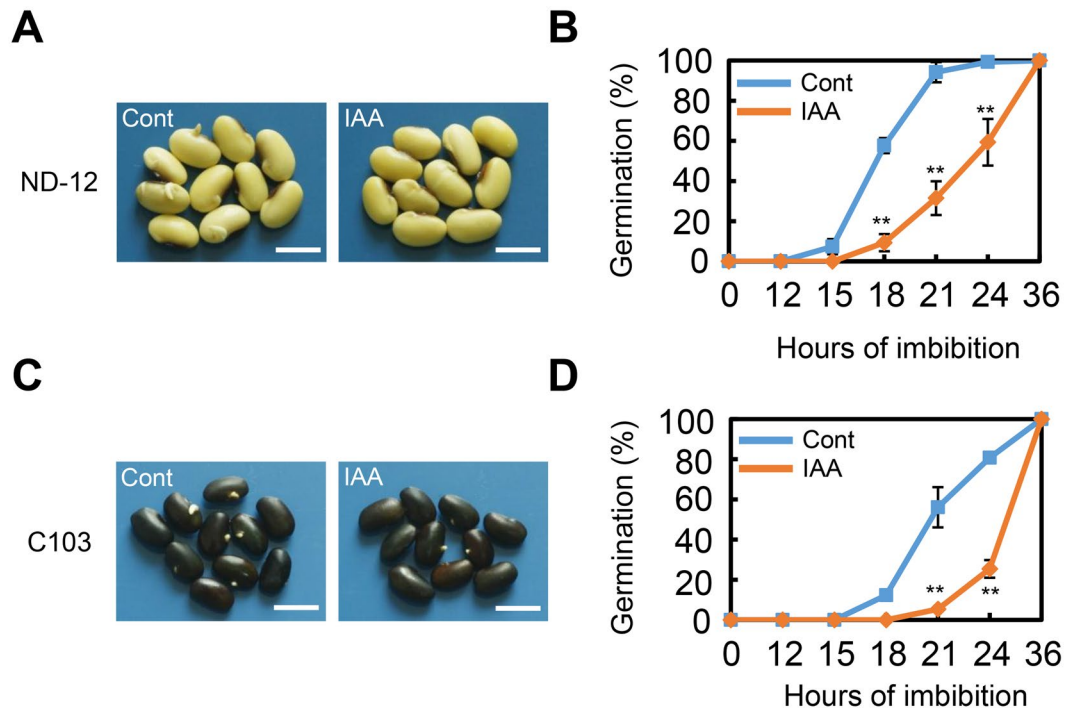 A
ND-12
Cont
IAA
B
Germination (%)
100
80
60
40
20
0
Cont
IAA
**
**
**
0 12 15 18 21 24 36
Hours of imbibition
C
C103
Cont
IAA
D
Germination (%)
100
80
60
40
20
0
Cont
IAA
**
**
0 12 15 18 21 24 36
Hours of imbibition